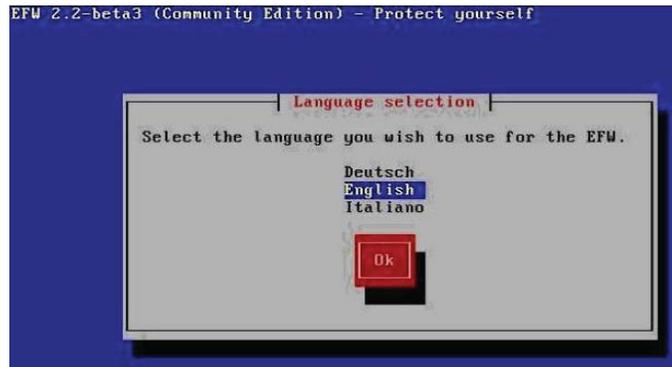 EFW 2.2-beta3 (Community Edition) - Protect yourself
Language selection
Select the language you wish to use for the EFW.
Deutsch
English
Italiano
Ok